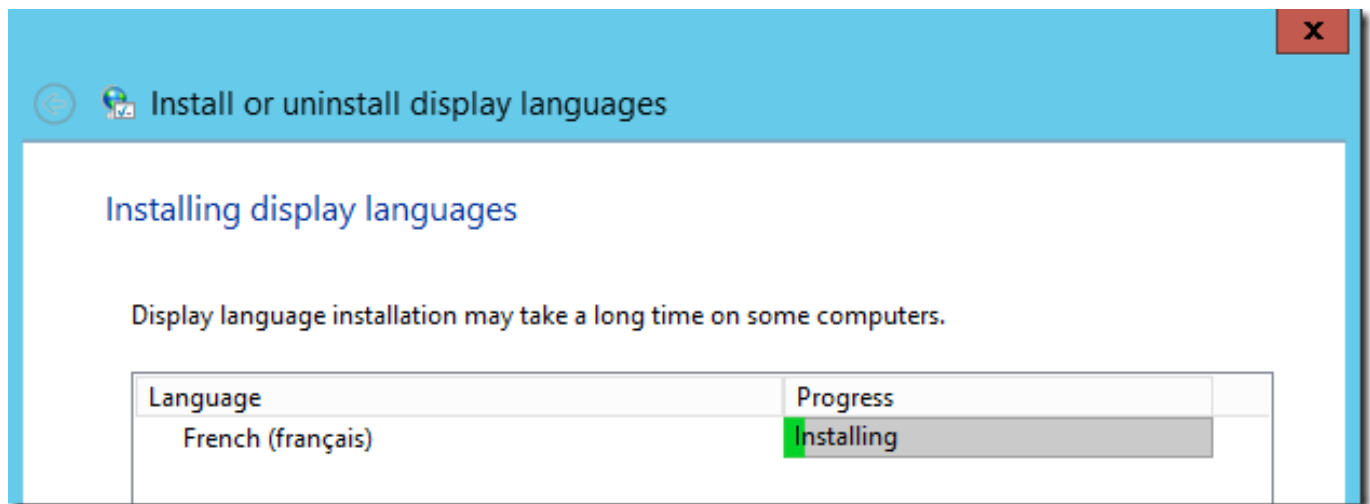 x
Install or uninstall display languages
Installing display languages
Display language installation may take a long time on some computers.
Language Progress
French (français) Installing